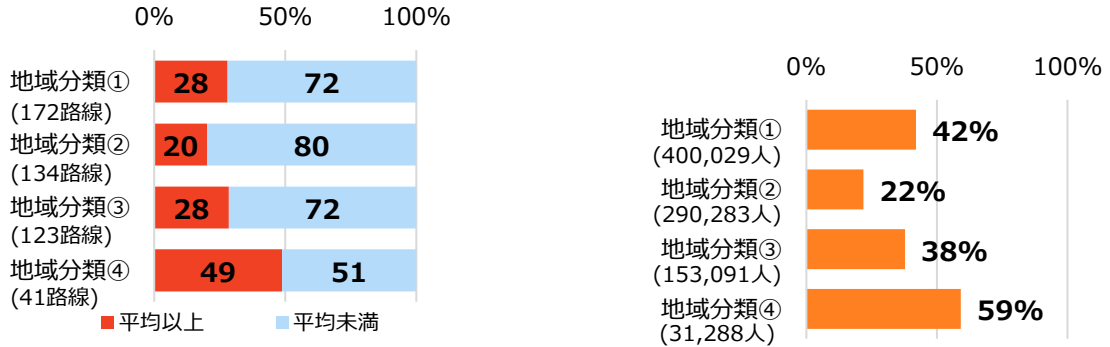 0% 50% 100%
地域分類① 28 72
(172路線)
地域分類② 20 80
(134路線)
地域分類③ 28 72
(123路線)
地域分類④ 49 51
(41路線)
平均以上 平均未満
0% 50% 100%
地域分類① 42%
(400,029人)
地域分類② 22%
(290,283人)
地域分類③ 38%
(153,091人)
地域分類④ 59%
(31,288人)